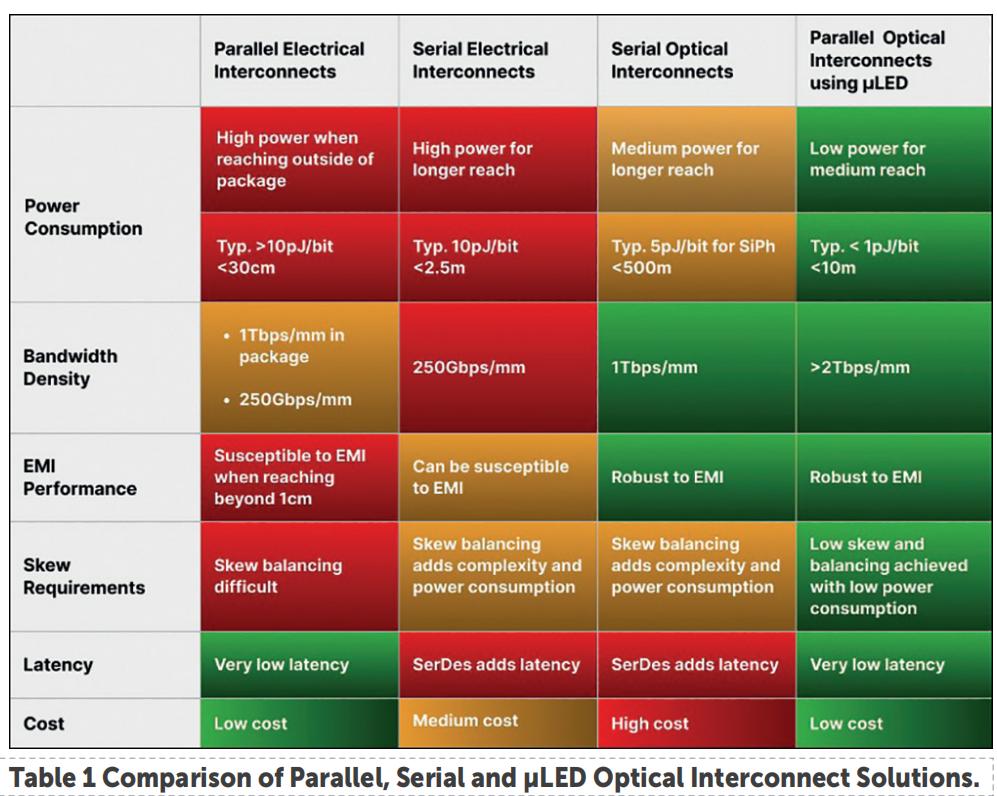 Parallel Electrical
Interconnects
Serial Electrical
Interconnects
Serial Optical
Interconnects
Parallel Optical
Interconnects
using µLED
Power
Consumption
High power when
reaching outside of
package
High power for
longer reach
Medium power for
longer reach
Low power for
medium reach
Typ. >10pJ/bit
<30cm
Typ. 10pJ/bit
<2.5m
Typ. 5pJ/bit for SiPh
<500m
Typ. < 1pJ/bit
<10m
Bandwidth
Density
• 1Tbps/mm in
package
• 250Gbps/mm
250Gbps/mm
1Tbps/mm
>2Tbps/mm
EMI
Performance
Susceptible to EMI
when reaching
beyond 1cm
Can be susceptible
to EMI
Robust to EMI
Robust to EMI
Skew
Requirements
Skew balancing
difficult
Skew balancing
adds complexity and
power consumption
Skew balancing
adds complexity and
power consumption
Low skew and
balancing achieved
with low power
consumption
Latency
Very low latency
SerDes adds latency
SerDes adds latency
Very low latency
Cost
Low cost
Medium cost
High cost
Low cost
Table 1 Comparison of Parallel, Serial and µLED Optical Interconnect Solutions.